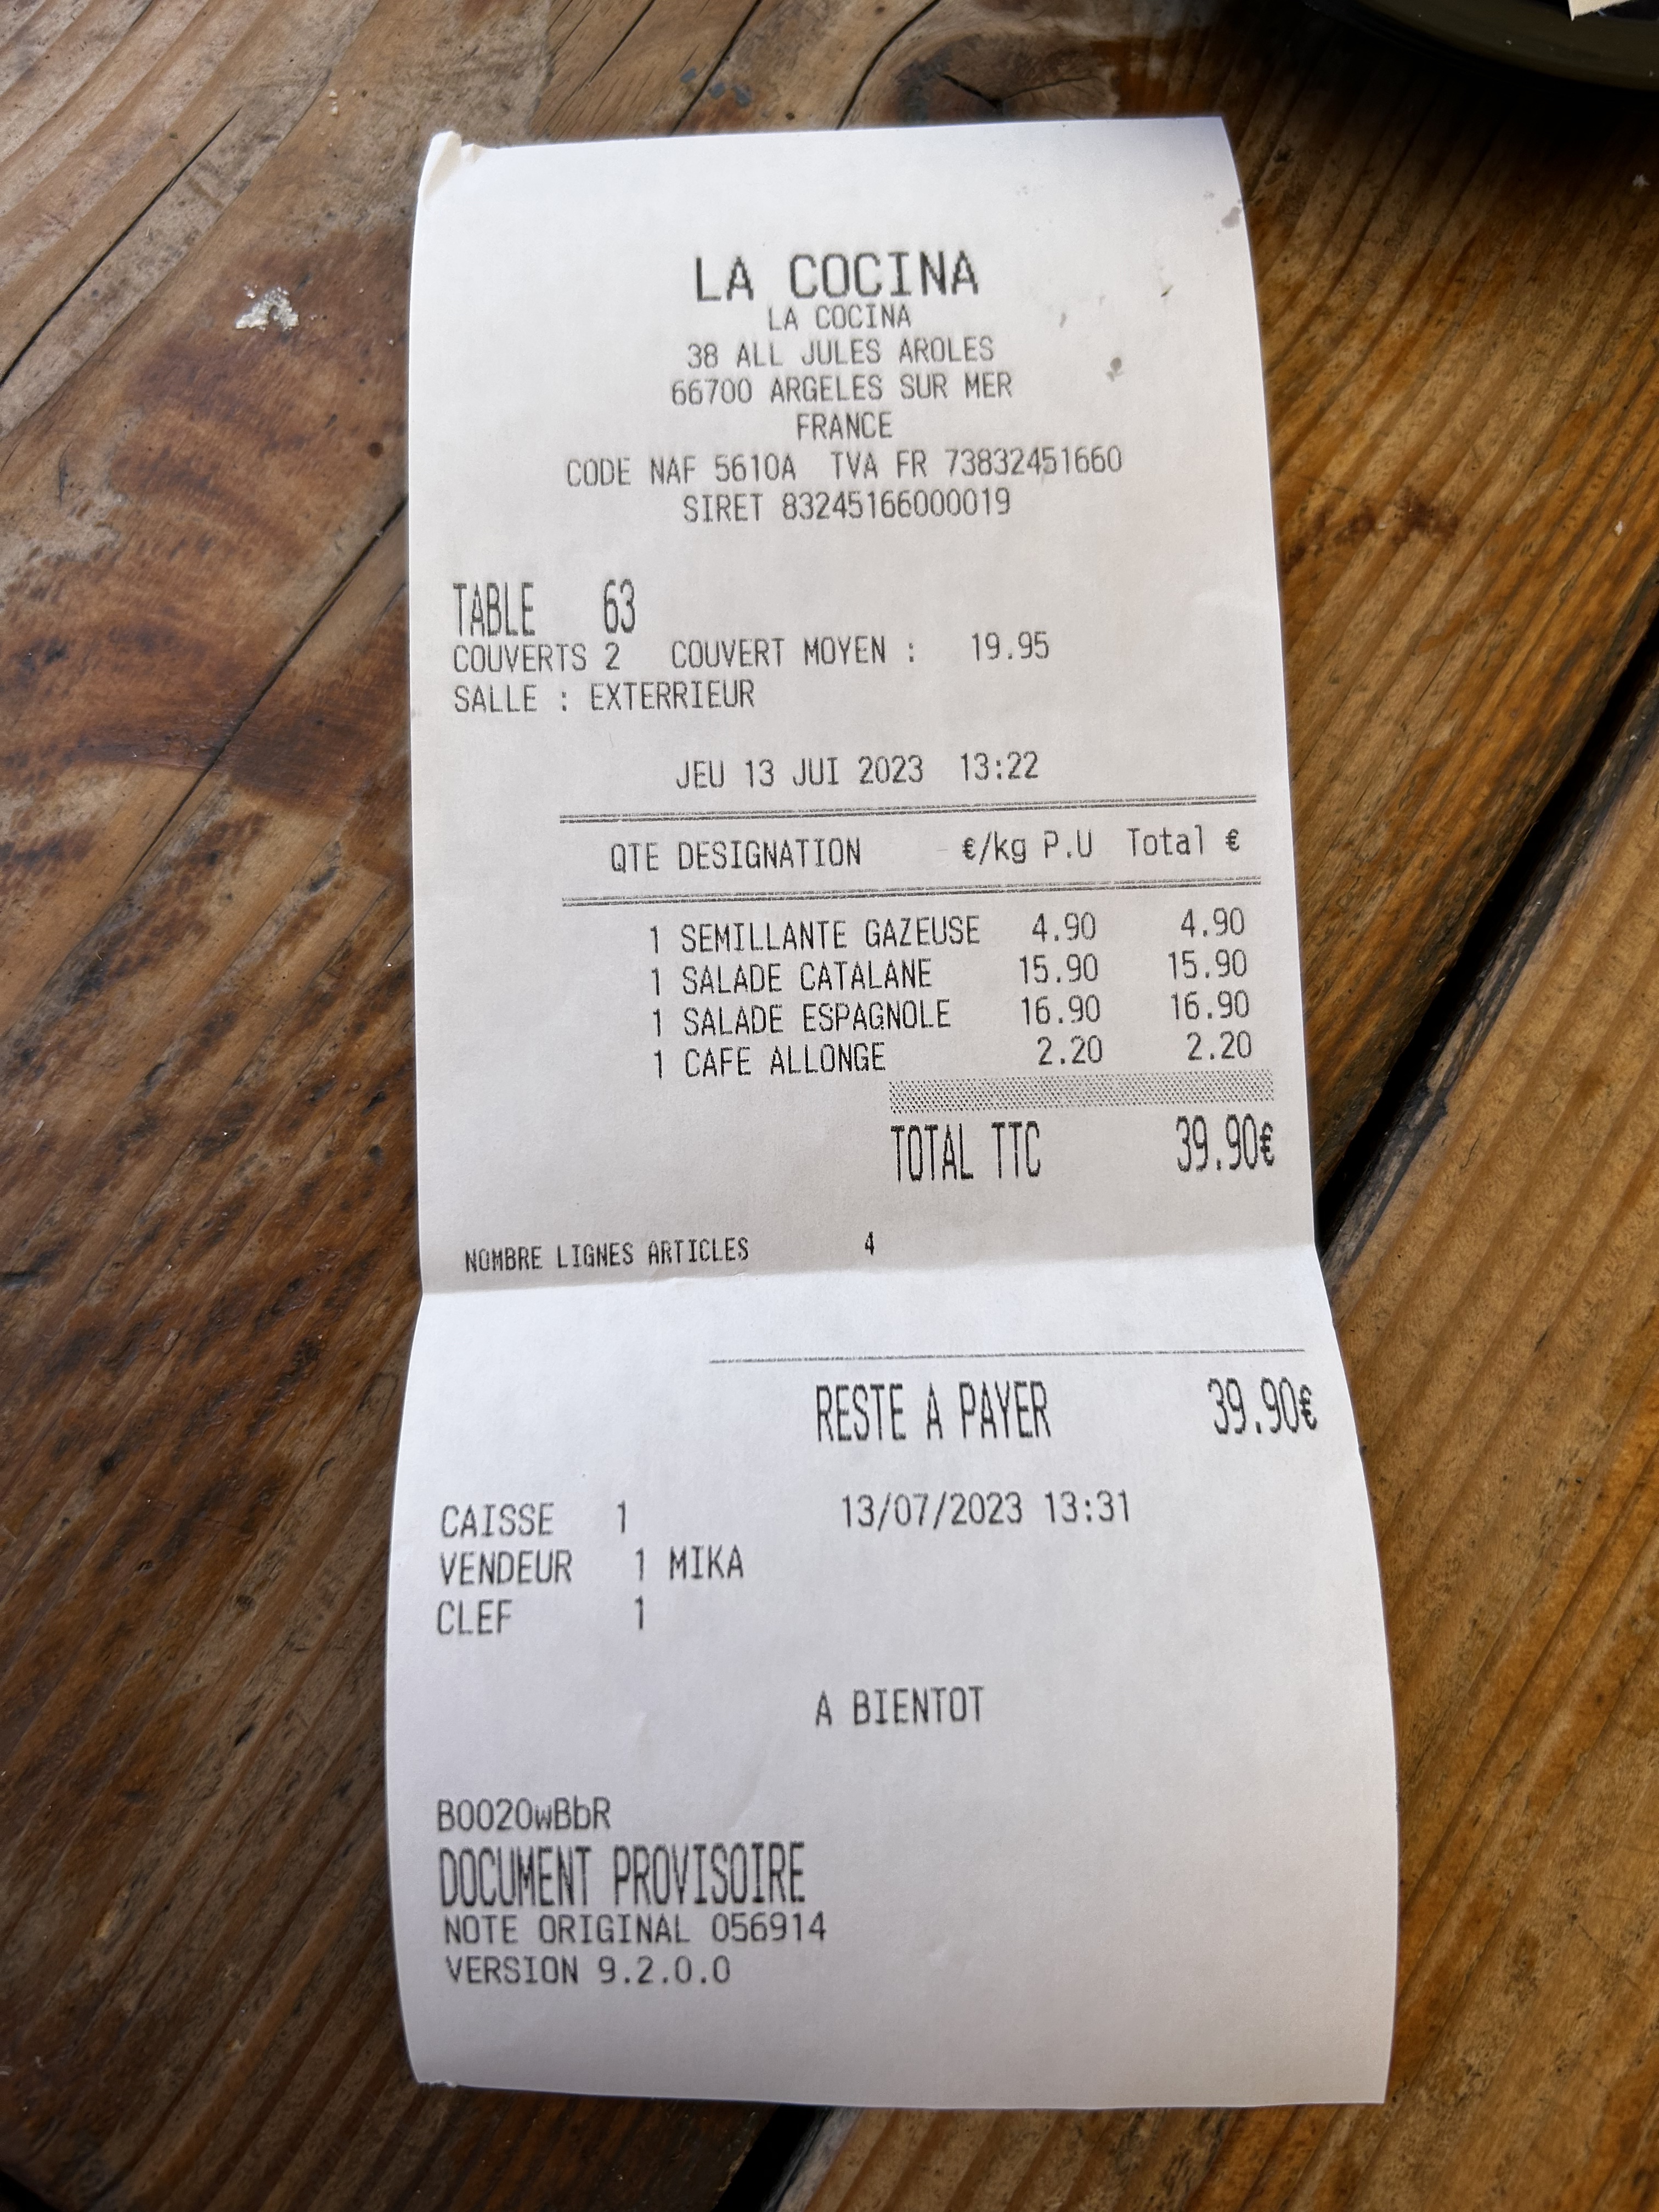 LA COCINA
LA COCINA
38 ALL JULES AROLES
66700 ARGELES SUR MER
FRANCE
CODE NAF 5610A TVA FR 73832451660
SIRET 83245166000019
TABLE 63
COUVERTS 2 COUVERT MOYEN : 19.95
SALLE : EXTERRIEUR
JEU 13 JUI 2023 13:22
QTE DESIGNATION €/kg P.U Total €
1 SEMILLANTE GAZEUSE 4.90 4.90
1 SALADE CATALANE 15.90 15.90
1 SALADE ESPAGNOLE 16.90 16.90
1 CAFE ALLONGE 2.20 2.20
TOTAL TTC 39.90€
NOMBRE LIGNES ARTICLES 4
RESTE A PAYER 39.90€
CAISSE 1 13/07/2023 13:31
VENDEUR 1 MIKA
CLEF 1
A BIENTOT
B0020wBbR
DOCUMENT PROVISOIRE
NOTE ORIGINAL 056914
VERSION 9.2.0.0